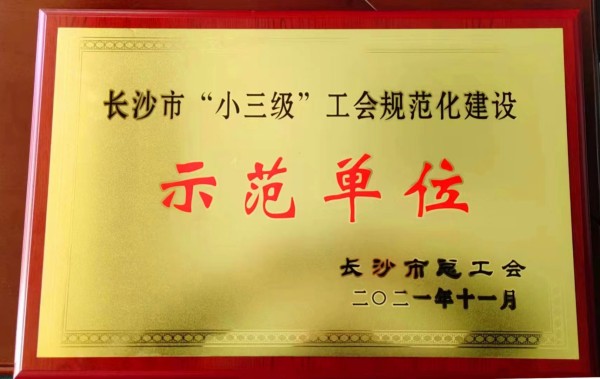 长沙市“小三级”工会规范化建设
示范单位
长沙市总工会
二〇二一年十一月